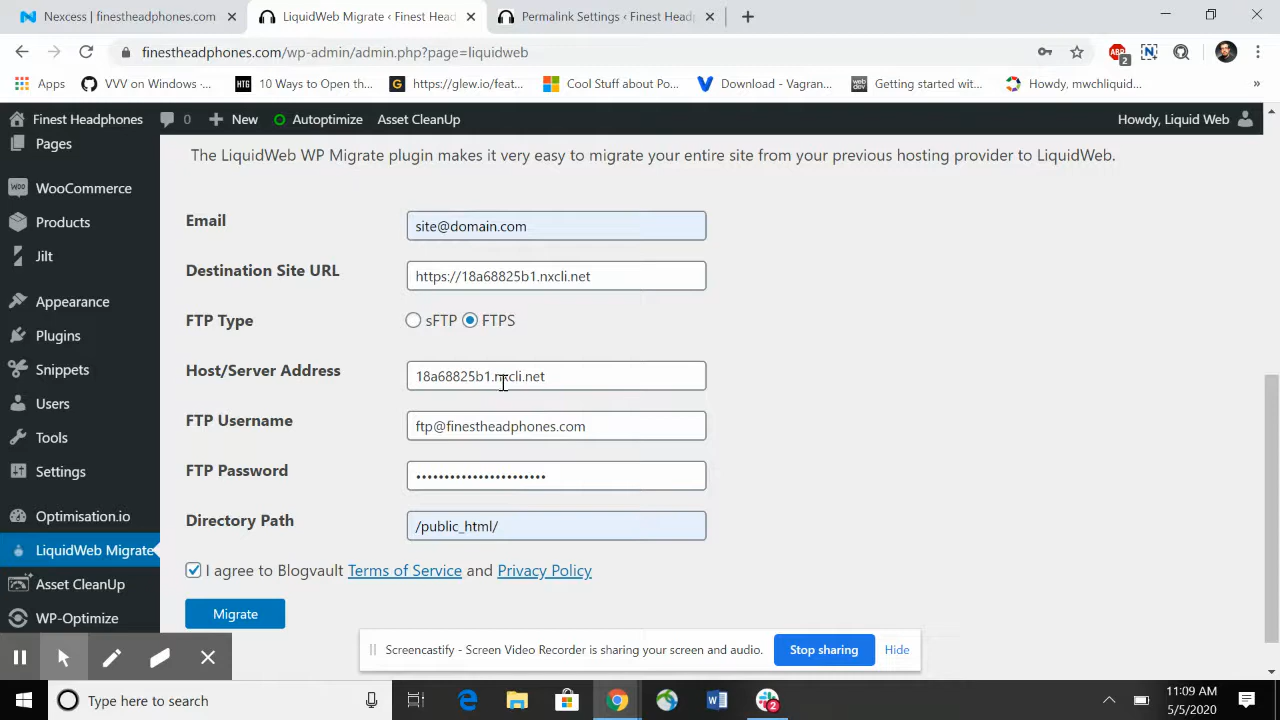 Nexcess | finestheadphones.com
LiquidWeb Migrate ‹ Finest Head
Permalink Settings ‹ Finest Head
finestheadphones.com/wp-admin/admin.php?page=liquidweb
ABP
2
Apps
VVV on Windows -...
HTG
10 Ways to Open th...
https://glew.io/feat...
Cool Stuff about Po...
Download - Vagran...
web dev
Getting started wit...
Howdy, mwchliquid...
»
Finest Headphones
0
New
Autoptimize
Asset CleanUp
Howdy, Liquid Web
Pages
WOO
WooCommerce
Products
Jilt
Appearance
Plugins
Snippets
Users
Tools
Settings
Optimisation.io
LiquidWeb Migrate
Asset CleanUp
WP-Optimize
The LiquidWeb WP Migrate plugin makes it very easy to migrate your entire site from your previous hosting provider to LiquidWeb.
Email
site@domain.com
Destination Site URL
https://18a68825b1.nxcli.net
FTP Type
sFTP FTPS
Host/Server Address
18a68825b1.nxcli.net
FTP Username
ftp@finestheadphones.com
FTP Password
•••••••••••••••••••••••
Directory Path
/public_html/
I agree to Blogvault Terms of Service and Privacy Policy
Migrate
Screencastify - Screen Video Recorder is sharing your screen and audio.
Stop sharing
Hide
Type here to search
2
11:09 AM
5/5/2020